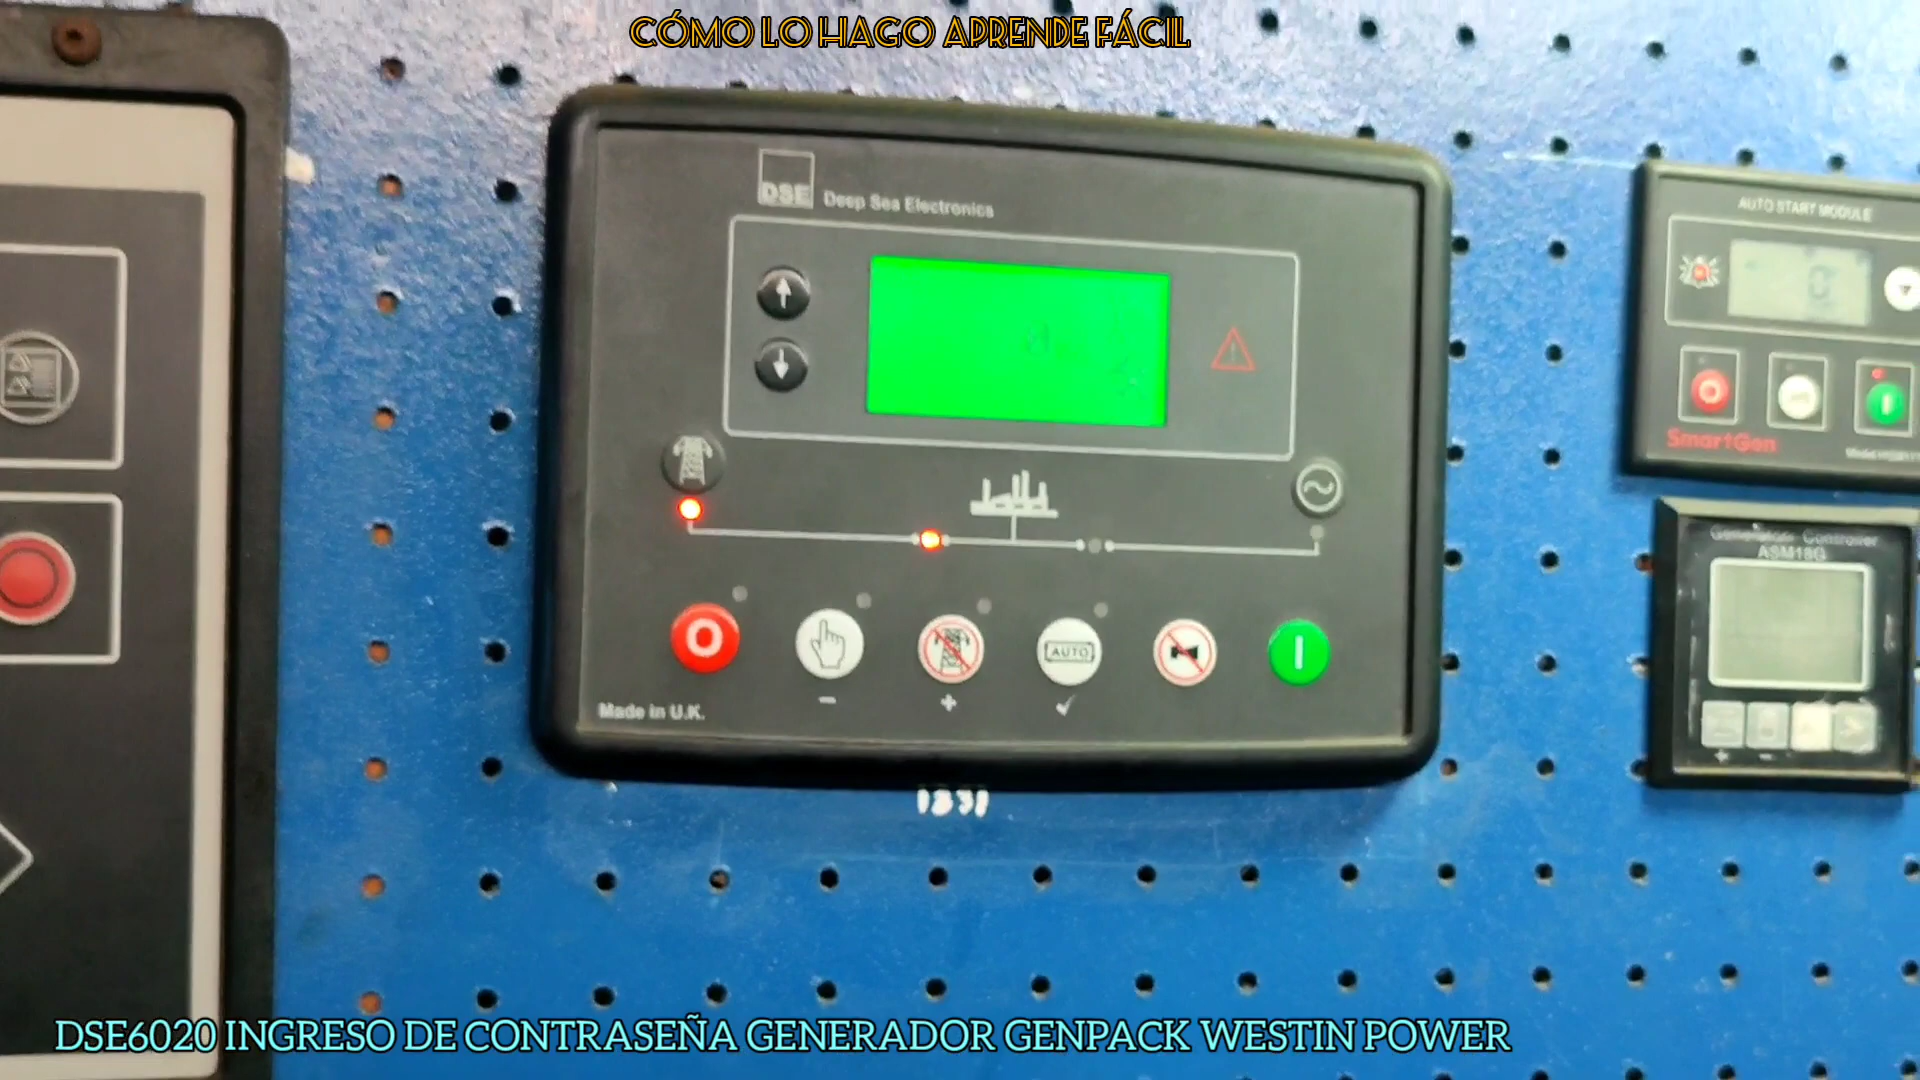 CÓMO LO HAGO APRENDE FÁCIL
DSE Deep Sea Electronics
AUTO START MODULE
SmartGen
Generator Controller
ASM18G
O
AUTO
I
- + ✓
Made in U.K.
1831
+ -
DSE6020 INGRESO DE CONTRASEÑA GENERADOR GENPACK WESTIN POWER